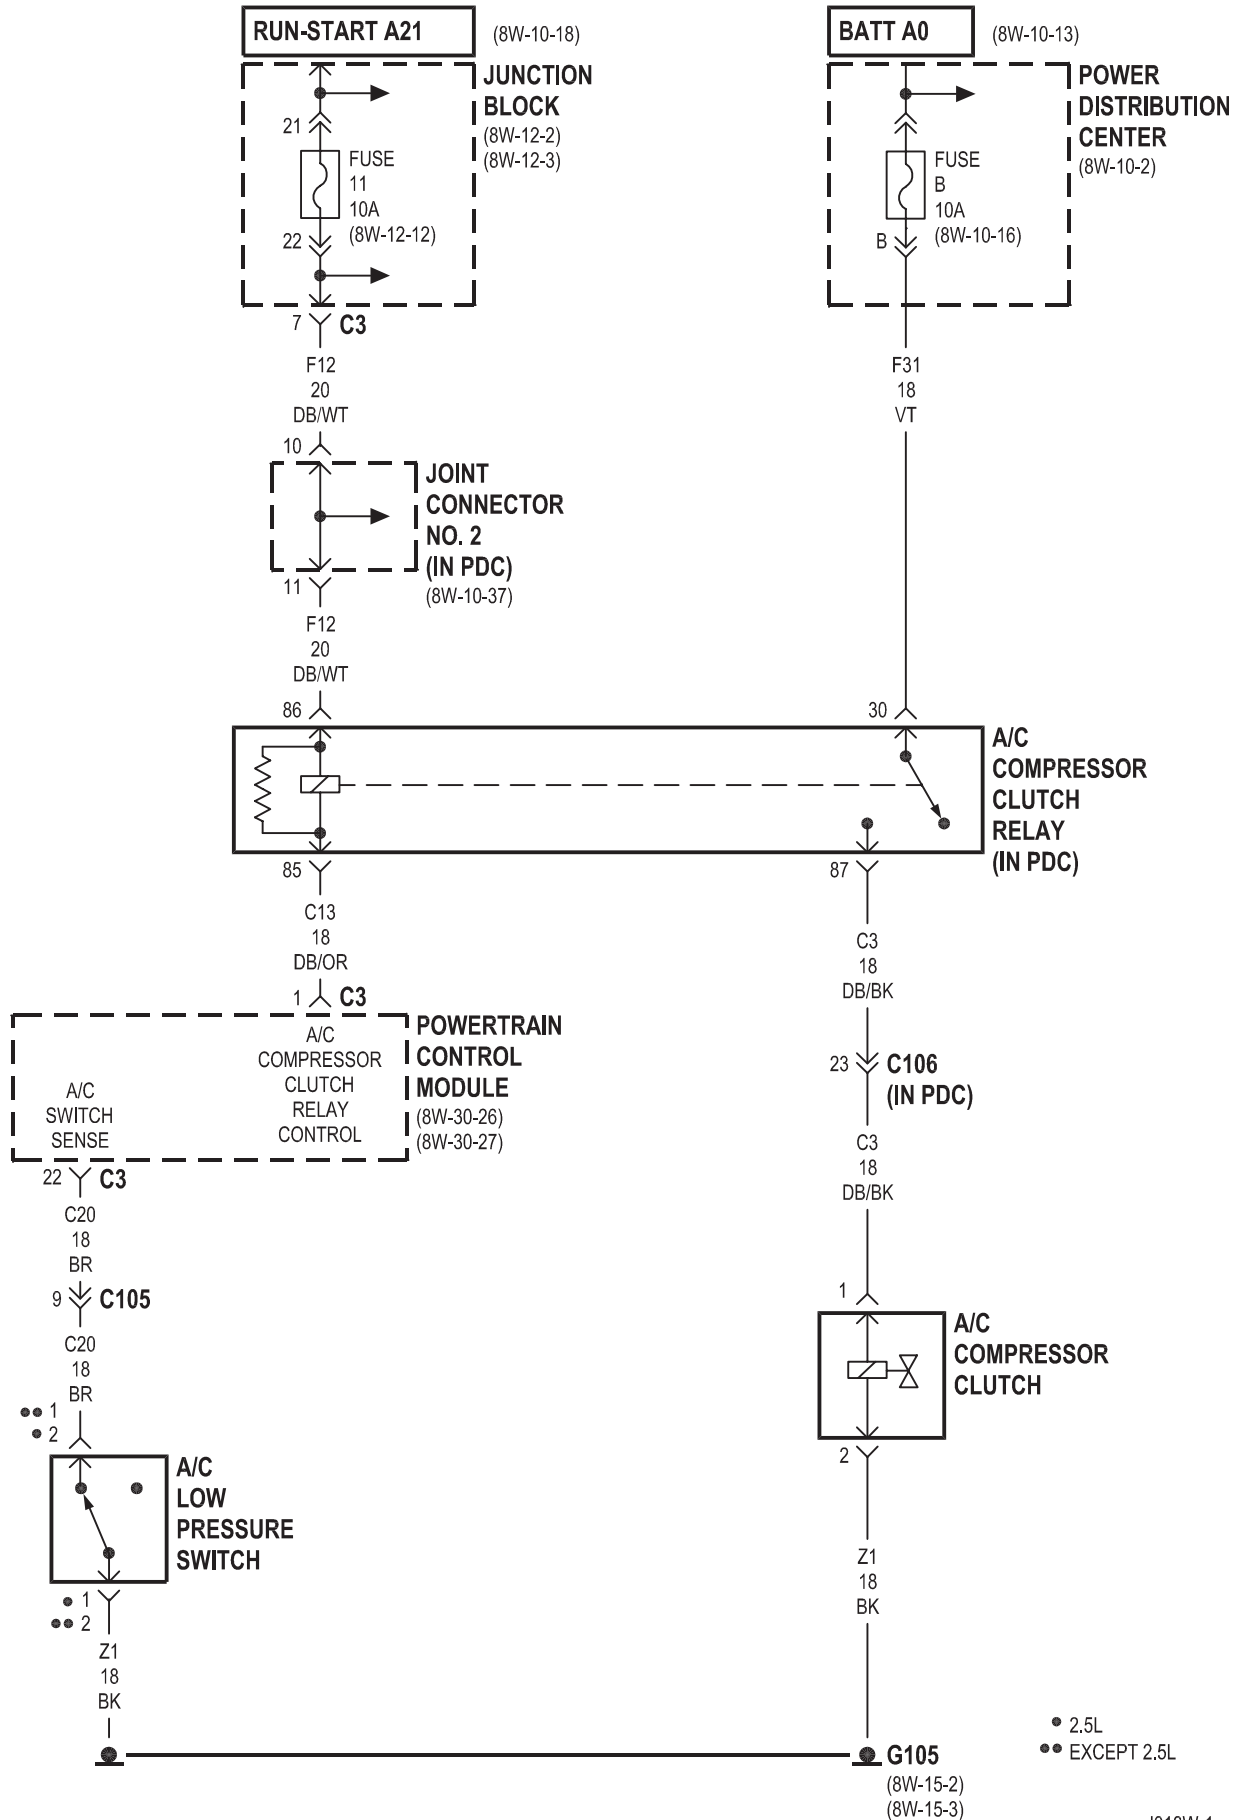 RUN-START A21
(8W-10-18)
BATT A0
(8W-10-13)
JUNCTION
BLOCK
(8W-12-2)
(8W-12-3)
21
FUSE
11
10A
(8W-12-12)
22
7
C3
POWER
DISTRIBUTION
CENTER
(8W-10-2)
FUSE
B
10A
(8W-10-16)
B
F12
20
DB/WT
F31
18
VT
10
JOINT
CONNECTOR
NO. 2
(IN PDC)
(8W-10-37)
11
F12
20
DB/WT
86
30
A/C
COMPRESSOR
CLUTCH
RELAY
(IN PDC)
85
87
C13
18
DB/OR
1
C3
C3
18
DB/BK
POWERTRAIN
CONTROL
MODULE
(8W-30-26)
(8W-30-27)
A/C
COMPRESSOR
CLUTCH
RELAY
CONTROL
A/C
SWITCH
SENSE
23
C106
(IN PDC)
C3
18
DB/BK
22
C3
C20
18
BR
9
C105
C20
18
BR
●● 1
● 2
A/C
LOW
PRESSURE
SWITCH
● 1
●● 2
Z1
18
BK
1
A/C
COMPRESSOR
CLUTCH
2
Z1
18
BK
G105
(8W-15-2)
(8W-15-3)
● 2.5L
●● EXCEPT 2.5L